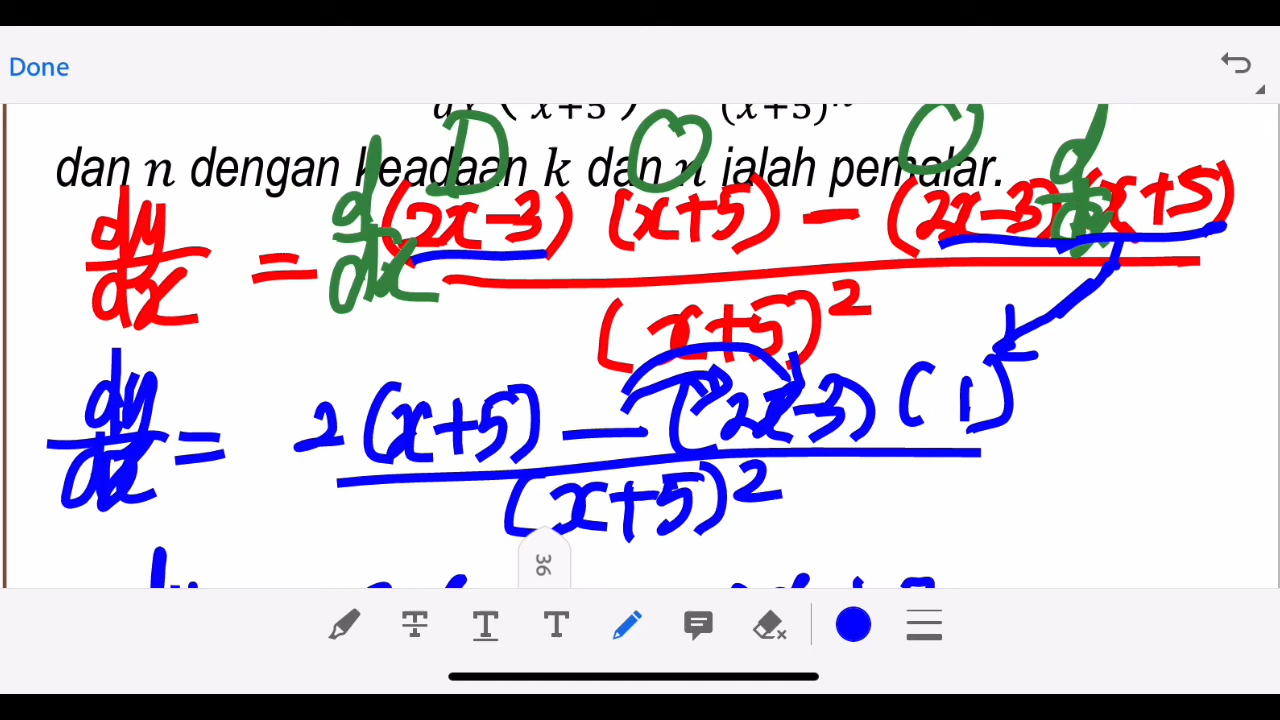 Done
dan n dengan keadaan k dan n ialah pemalar.
D O C
dy/dx = d/dx (2x-3) (x+5) - (2x-3) d/dx (x+5)
(x+5)²
dy/dx = 2(x+5) - (2x-3) (1)
(x+5)²
36
T T T